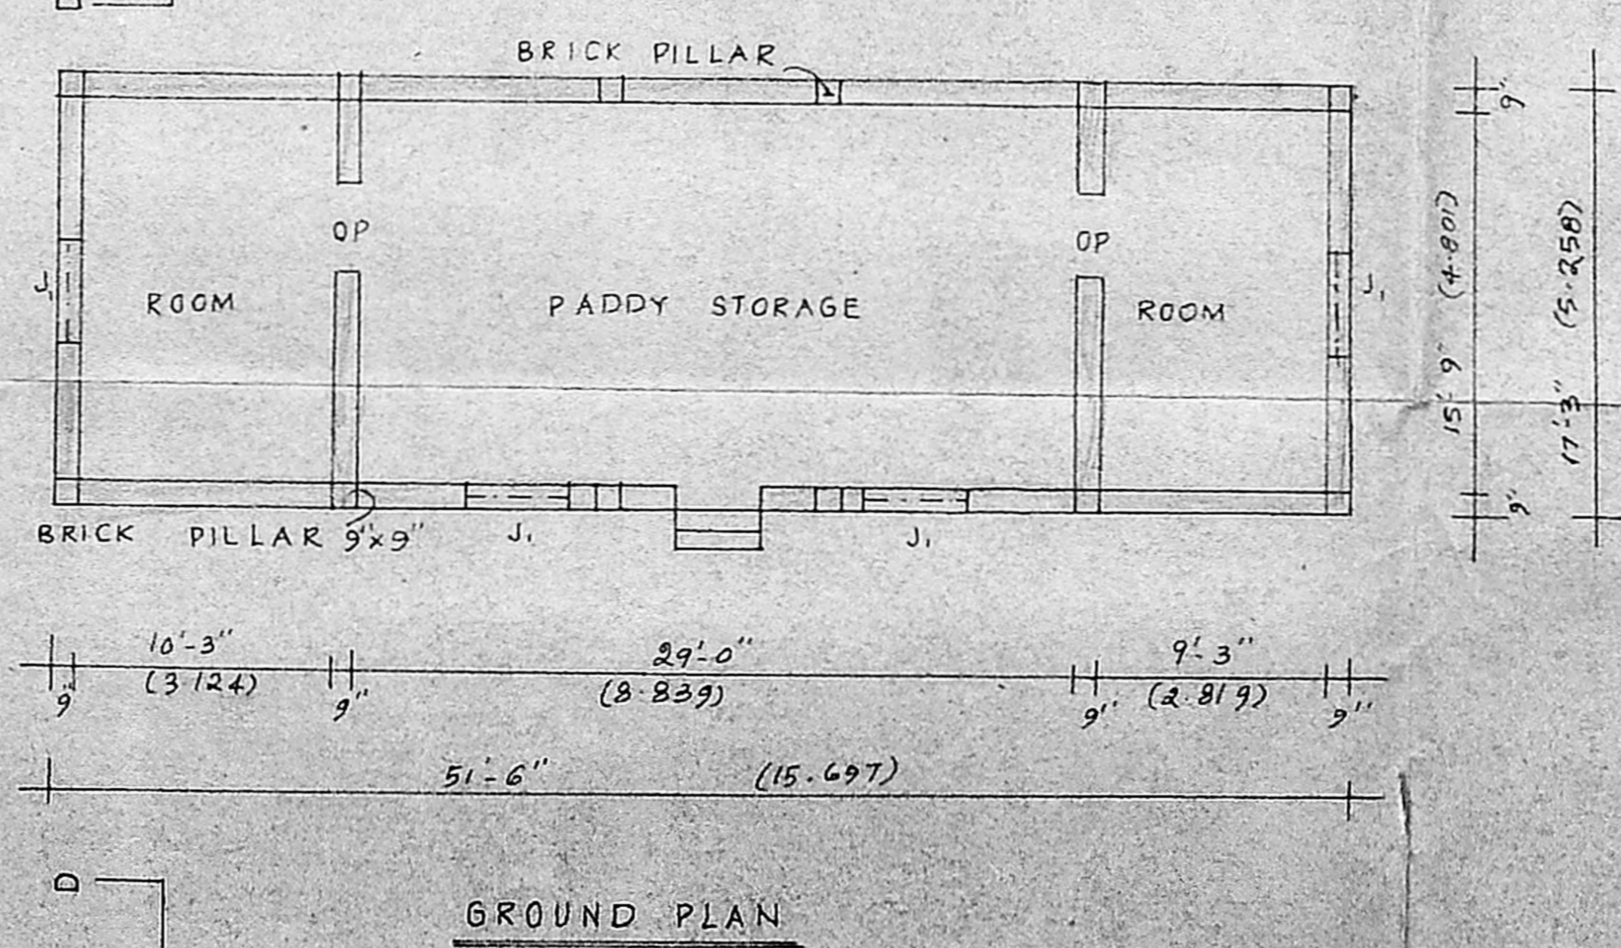 BRICK PILLAR
OP
OP
J₁
ROOM
PADDY STORAGE
ROOM
J₁
BRICK PILLAR 9"x9"
J₁
J₁
9"
15'-9" (4.801)
9"
17'-3" (5.258)
10'-3"
29'-0"
9'-3"
(3.124)
(8.839)
(2.819)
9"
9"
9"
9"
51'-6" (15.697)
D
GROUND PLAN